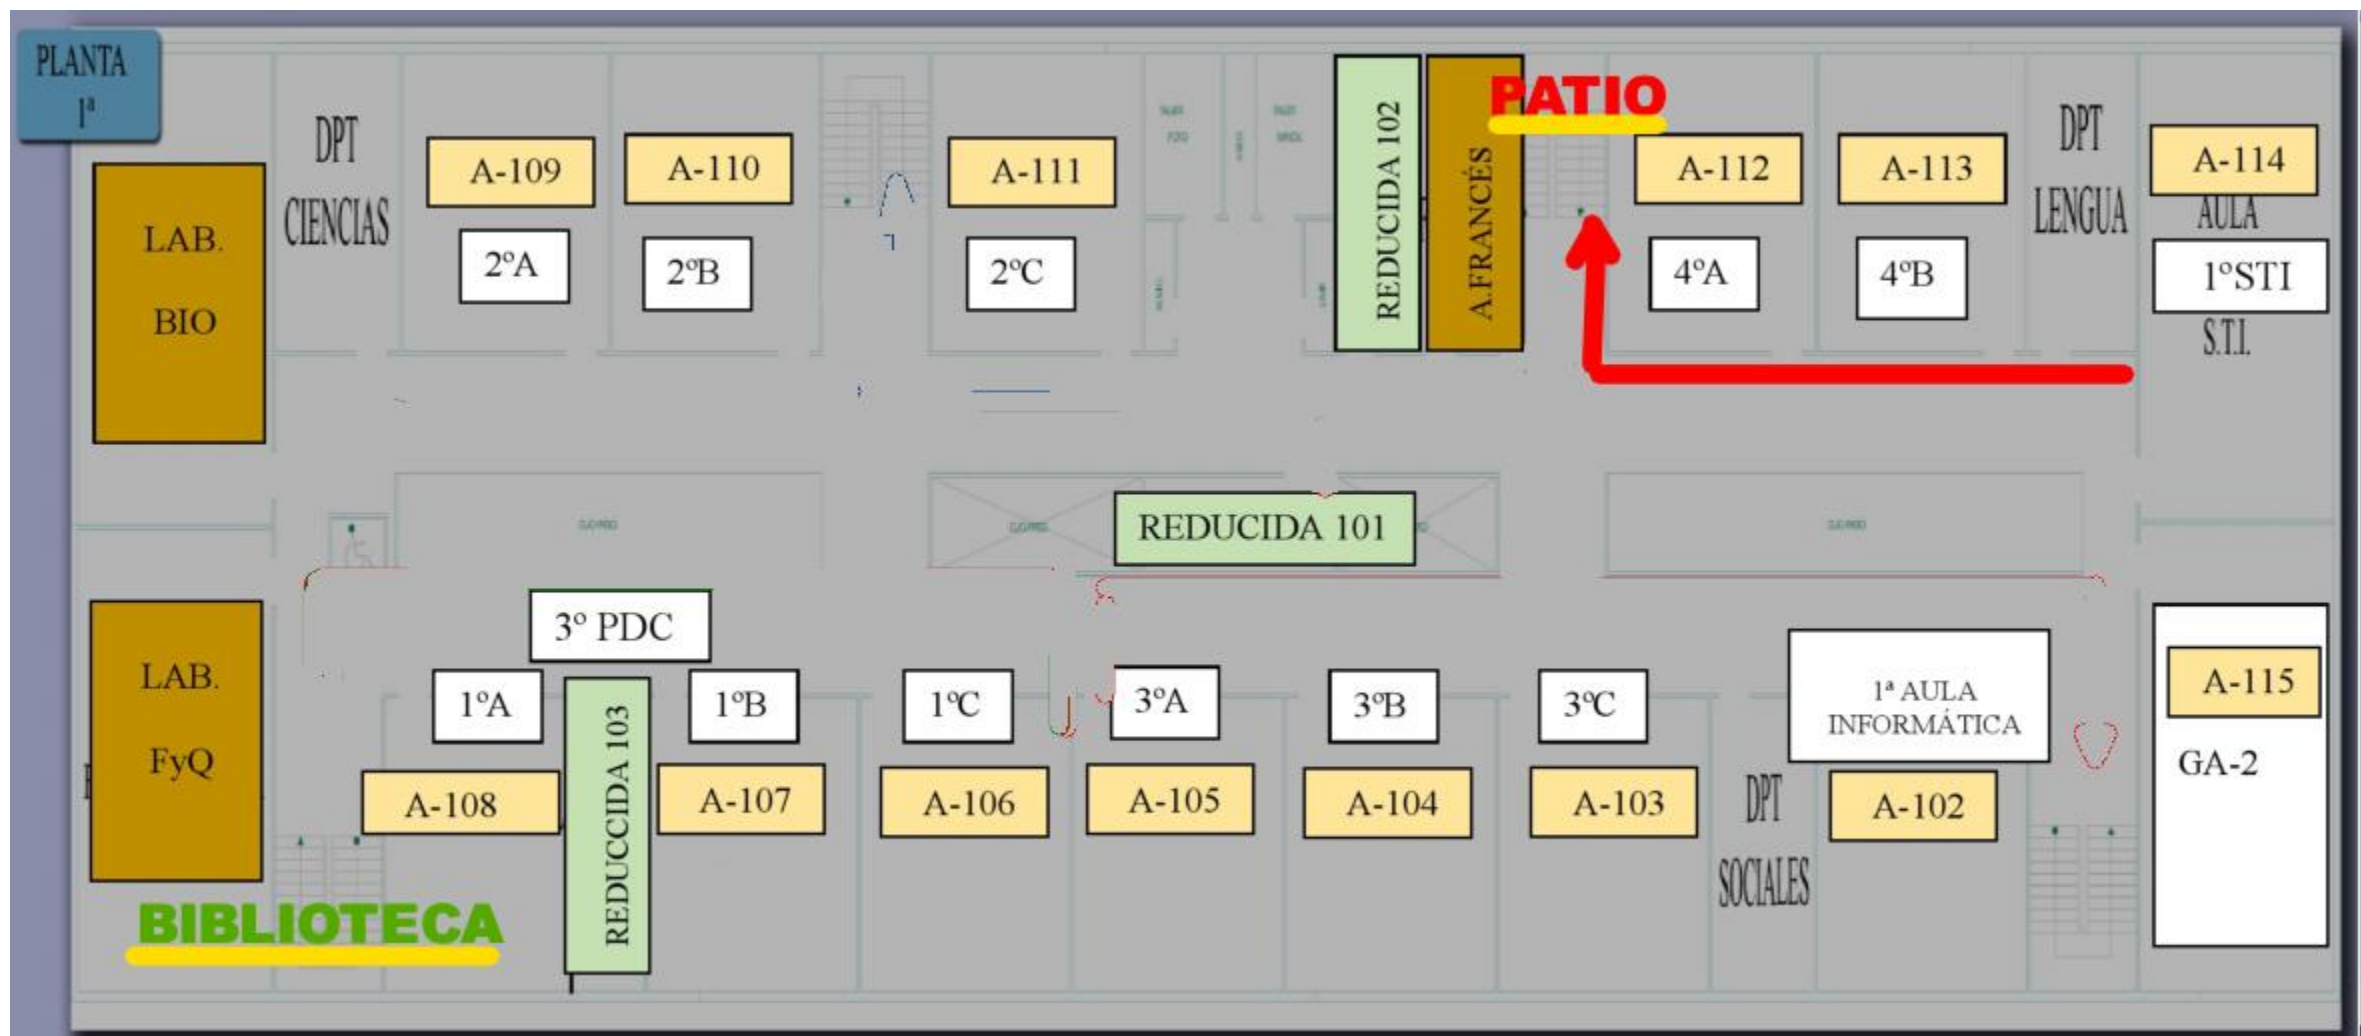 PLANTA
1ª
DPT
CIENCIAS
LAB.
BIO
A-109
2ºA
A-110
2ºB
A-111
2ºC
REDUCIDA 102
A.FRANCÉS
PATIO
A-112
4ºA
A-113
4ºB
DPT
LENGUA
A-114
AULA
1ºSTI
S.T.I.
REDUCIDA 101
3º PDC
LAB.
FyQ
1ºA
A-108
REDUCCIDA 103
1ºB
A-107
1ºC
A-106
3ºA
A-105
3ºB
A-104
3ºC
A-103
DPT
SOCIALES
1ª AULA
INFORMÁTICA
A-102
A-115
GA-2
BIBLIOTECA